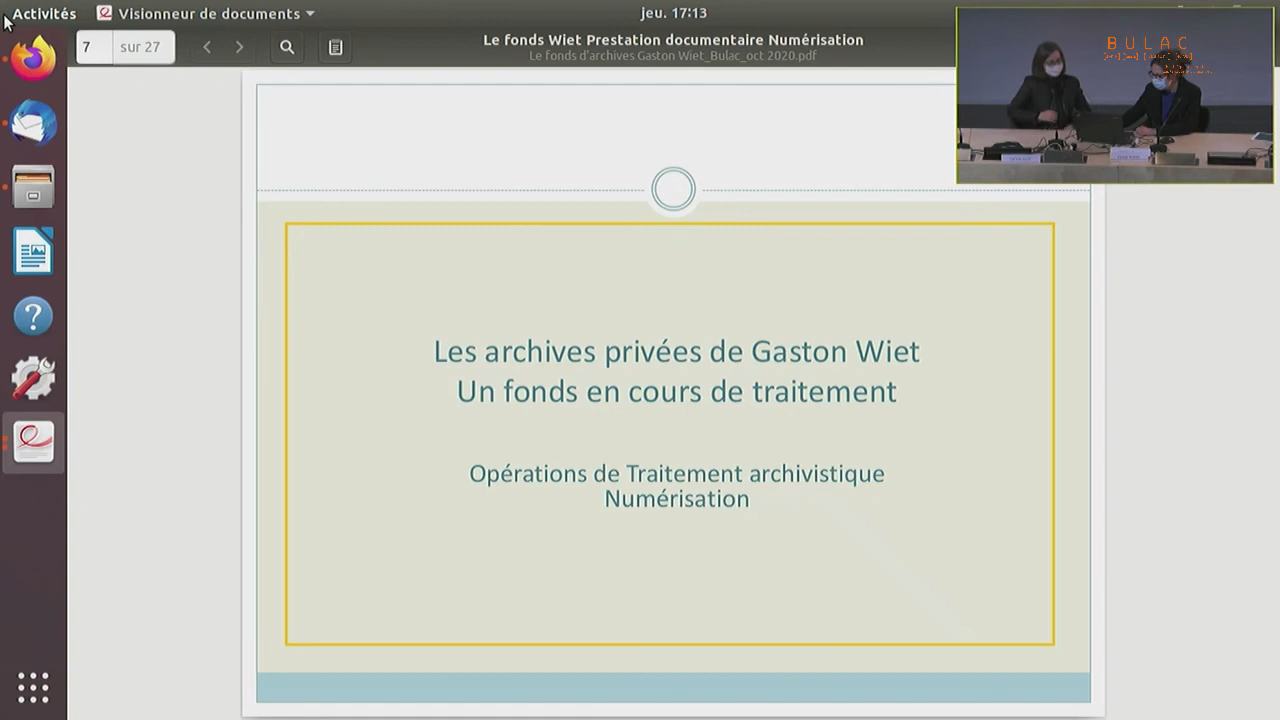 Activités
Visionneur de documents
jeu. 17:13
7
sur 27
Le fonds Wiet Prestation documentaire Numérisation
Le fonds d'archives Gaston Wiet_Bulac_oct 2020.pdf
BULAC
Les archives privées de Gaston Wiet
Un fonds en cours de traitement
Opérations de Traitement archivistique
Numérisation